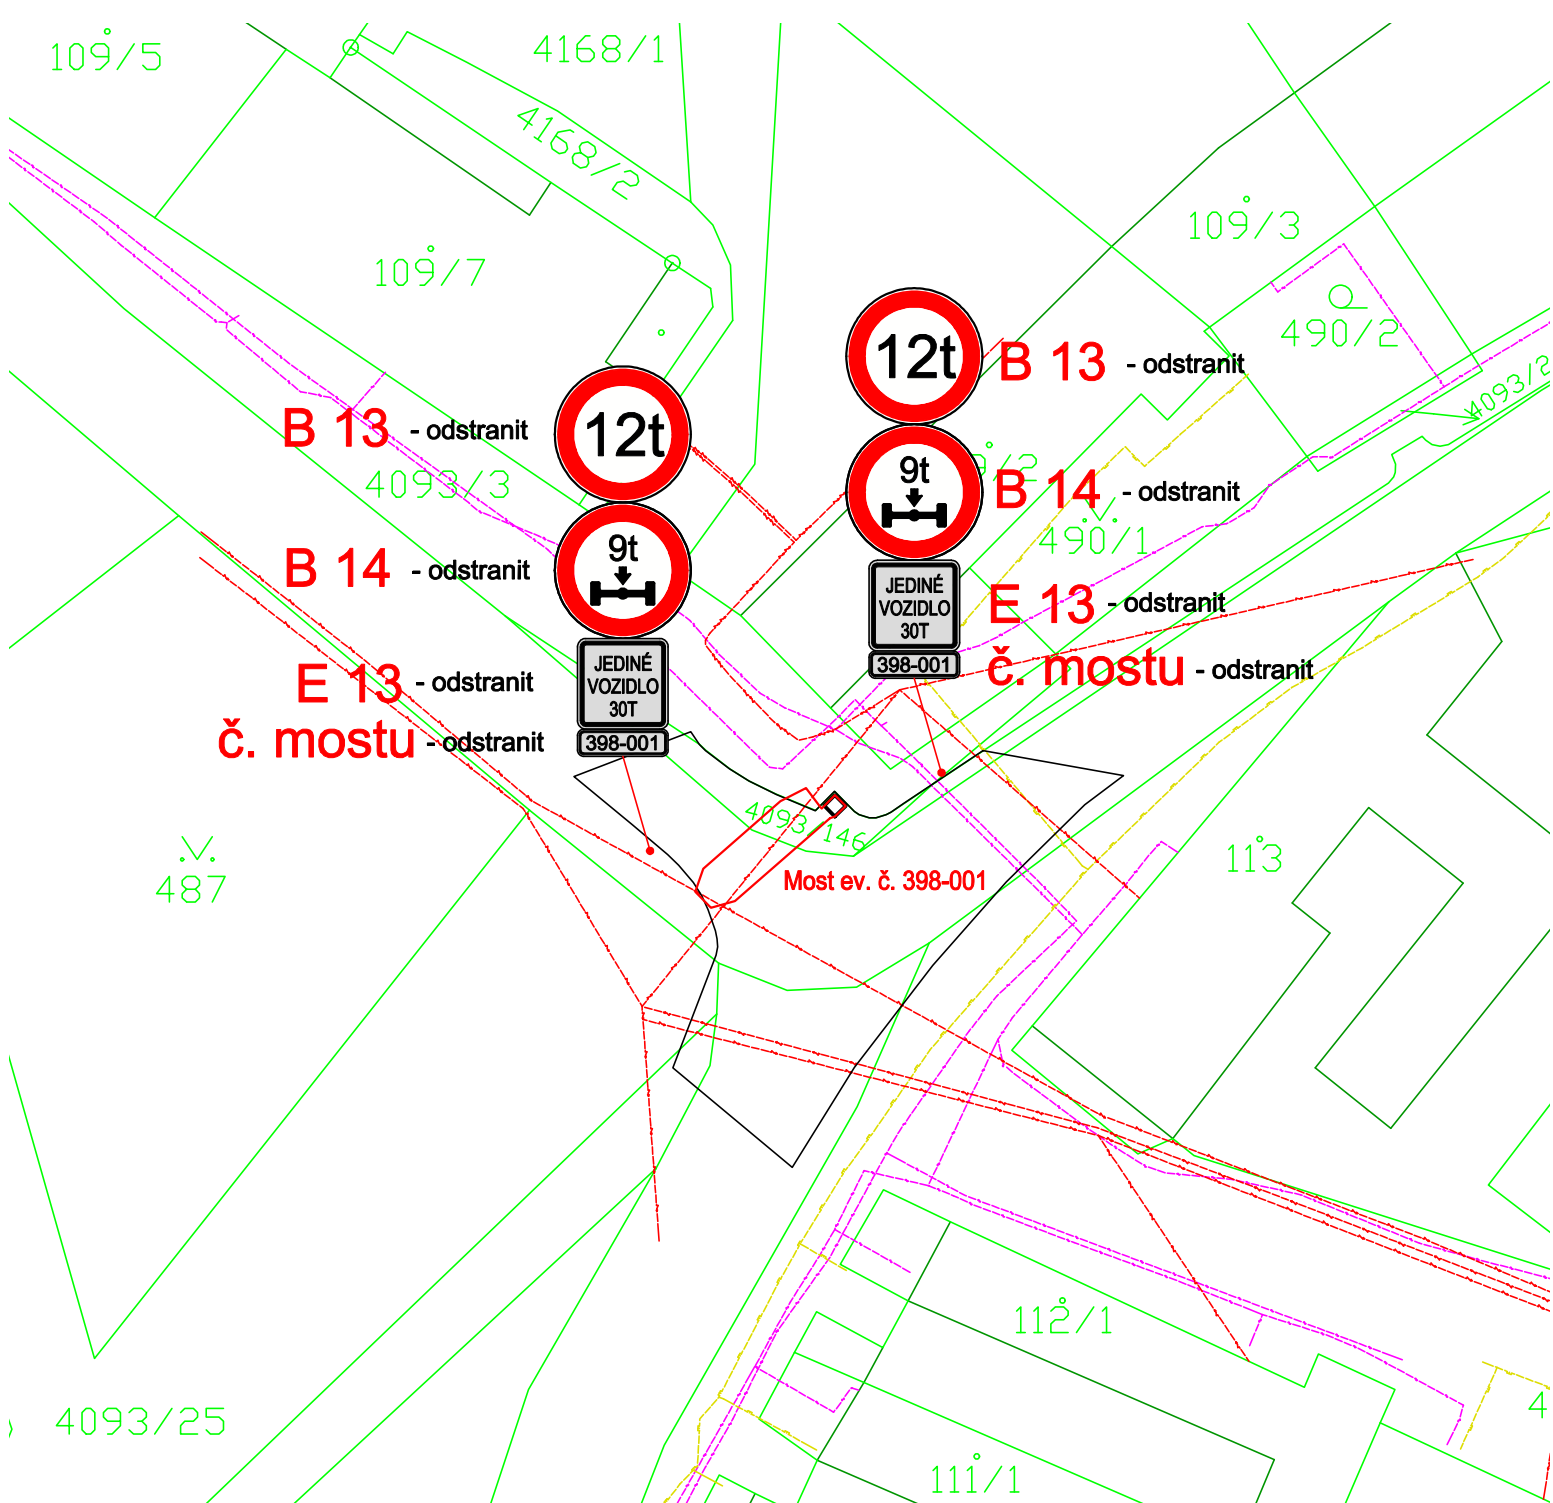 109/5
4168/1
4168/2
109/3
109/7
490/2
4093/2
12t
B 13 - odstranit
12t
B 13 - odstranit
4093/3
9t
B 14 - odstranit
490/1
9t
B 14 - odstranit
JEDINÉ
VOZIDLO
30T
E 13 - odstranit
398-001
č. mostu - odstranit
JEDINÉ
VOZIDLO
30T
E 13 - odstranit
398-001
č. mostu - odstranit
4093/146
Most ev. č. 398-001
113
487
112/1
4093/25
111/1